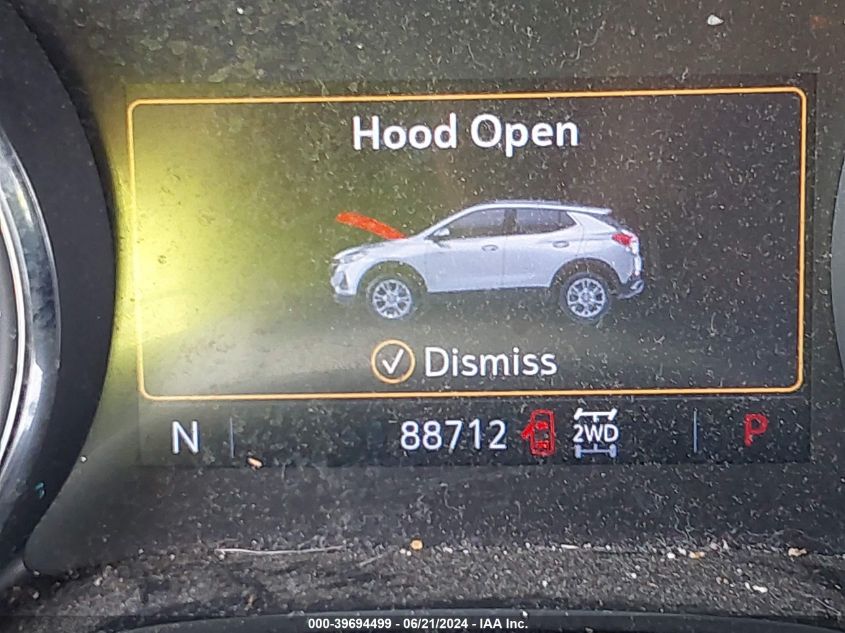 Hood Open
Dismiss
N 88712 2WD P
000-39694499 - 06/21/2024 - IAA Inc.